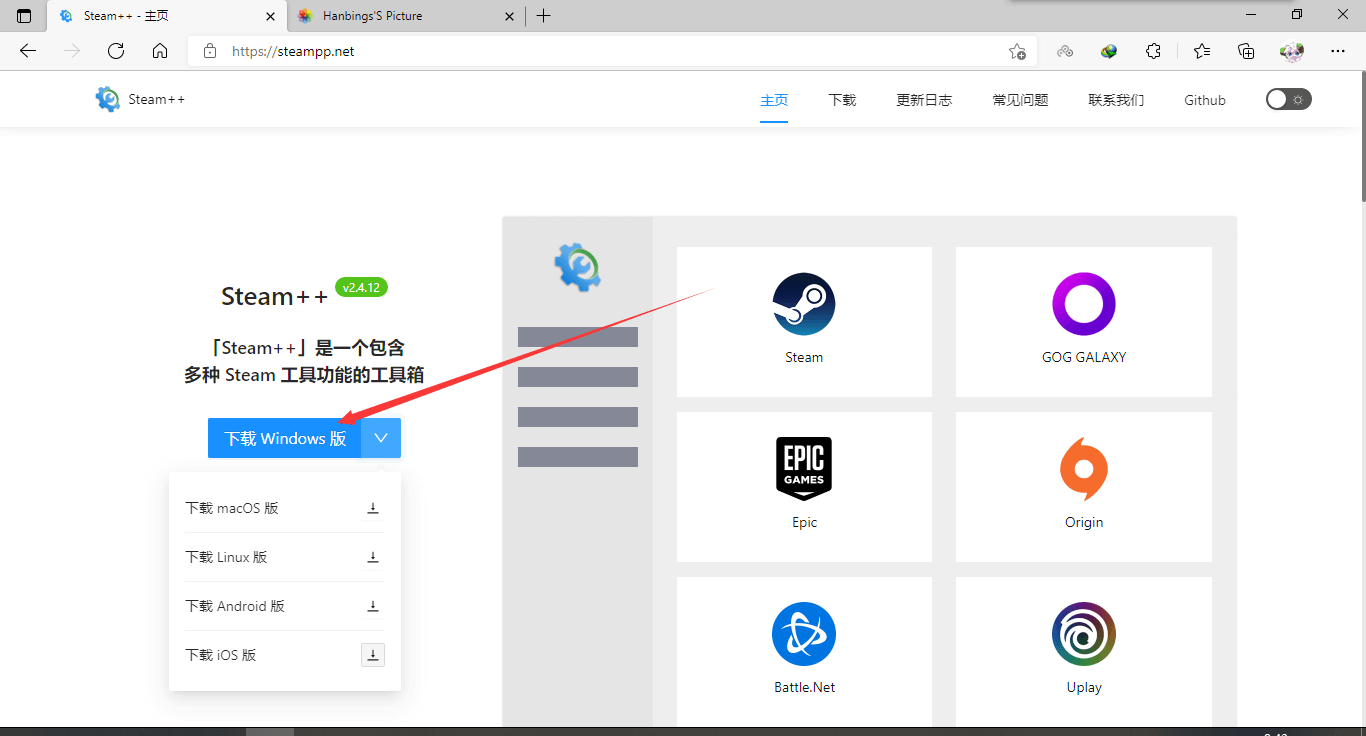 Steam++ - 主页
Hanbings'S Picture
https://steampp.net
Steam++
主页
下载
更新日志
常见问题
联系我们
Github
Steam++ v2.4.12
「Steam++」是一个包含
多种 Steam 工具功能的工具箱
下载 Windows 版
下载 macOS 版
下载 Linux 版
下载 Android 版
下载 iOS 版
Steam
GOG GALAXY
EPIC
GAMES
Epic
Origin
Battle.Net
Uplay